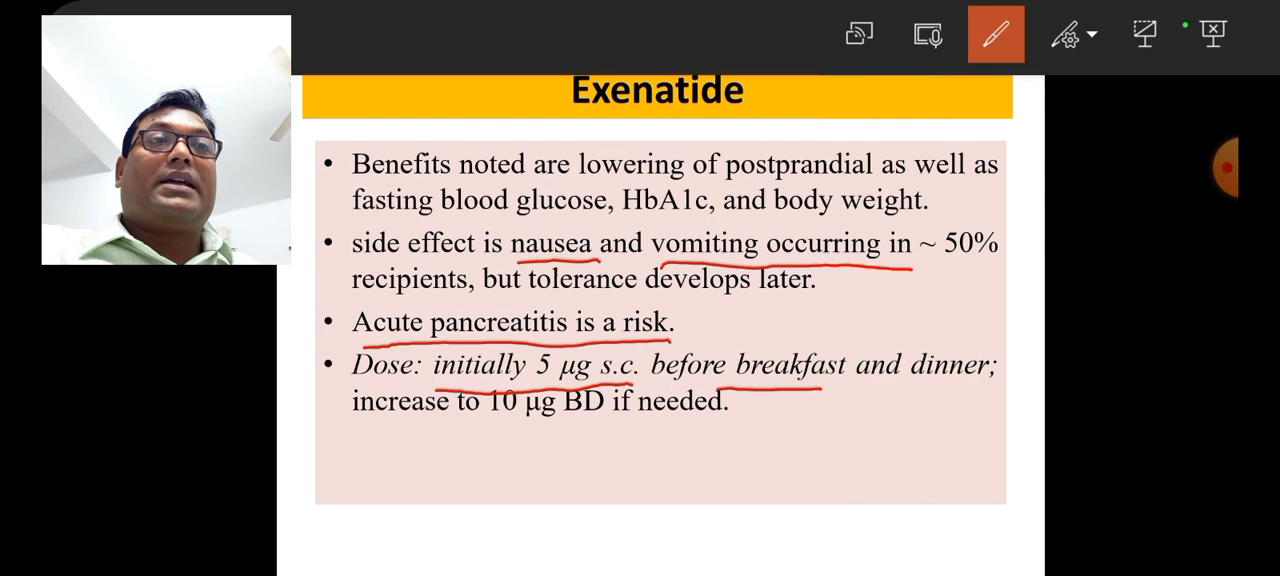 Exenatide
• Benefits noted are lowering of postprandial as well as
fasting blood glucose, HbA1c, and body weight.
• side effect is nausea and vomiting occurring in ~ 50%
recipients, but tolerance develops later.
• Acute pancreatitis is a risk.
• Dose: initially 5 µg s.c. before breakfast and dinner;
increase to 10 µg BD if needed.